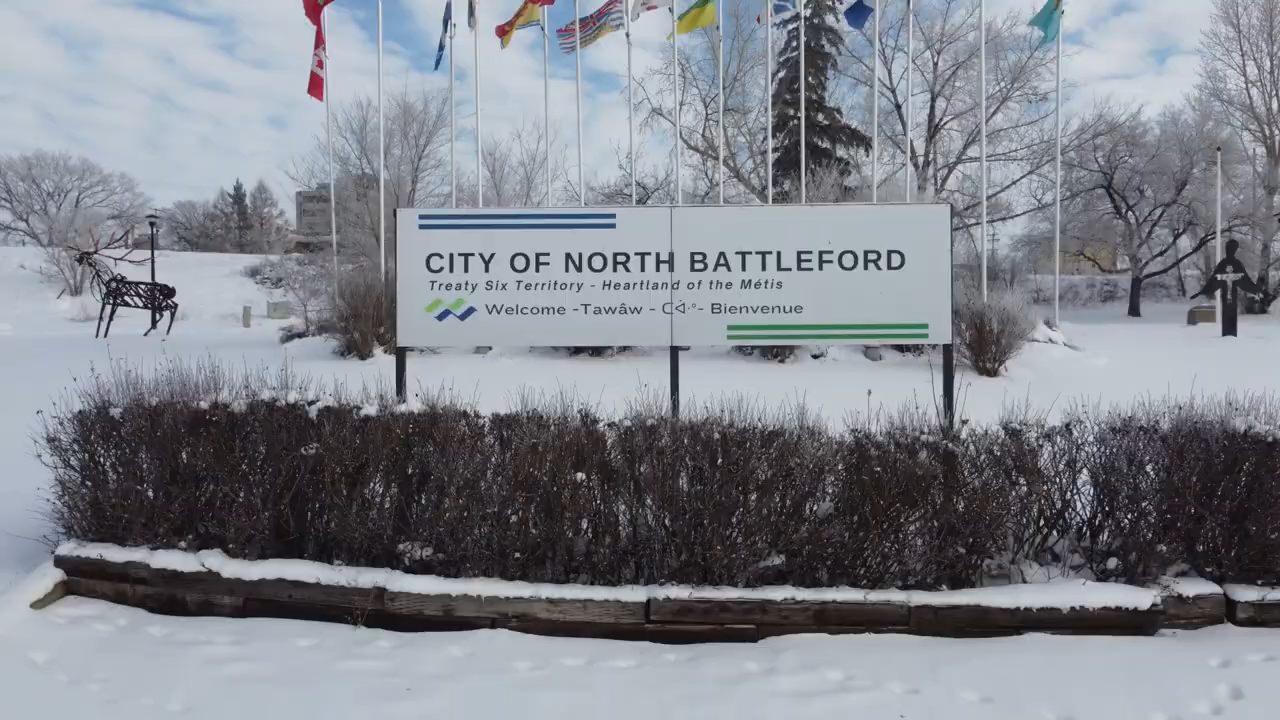 CITY OF NORTH BATTLEFORD
Treaty Six Territory - Heartland of the Métis
Welcome -Tawâw - ᑕᐚᐤ- Bienvenue